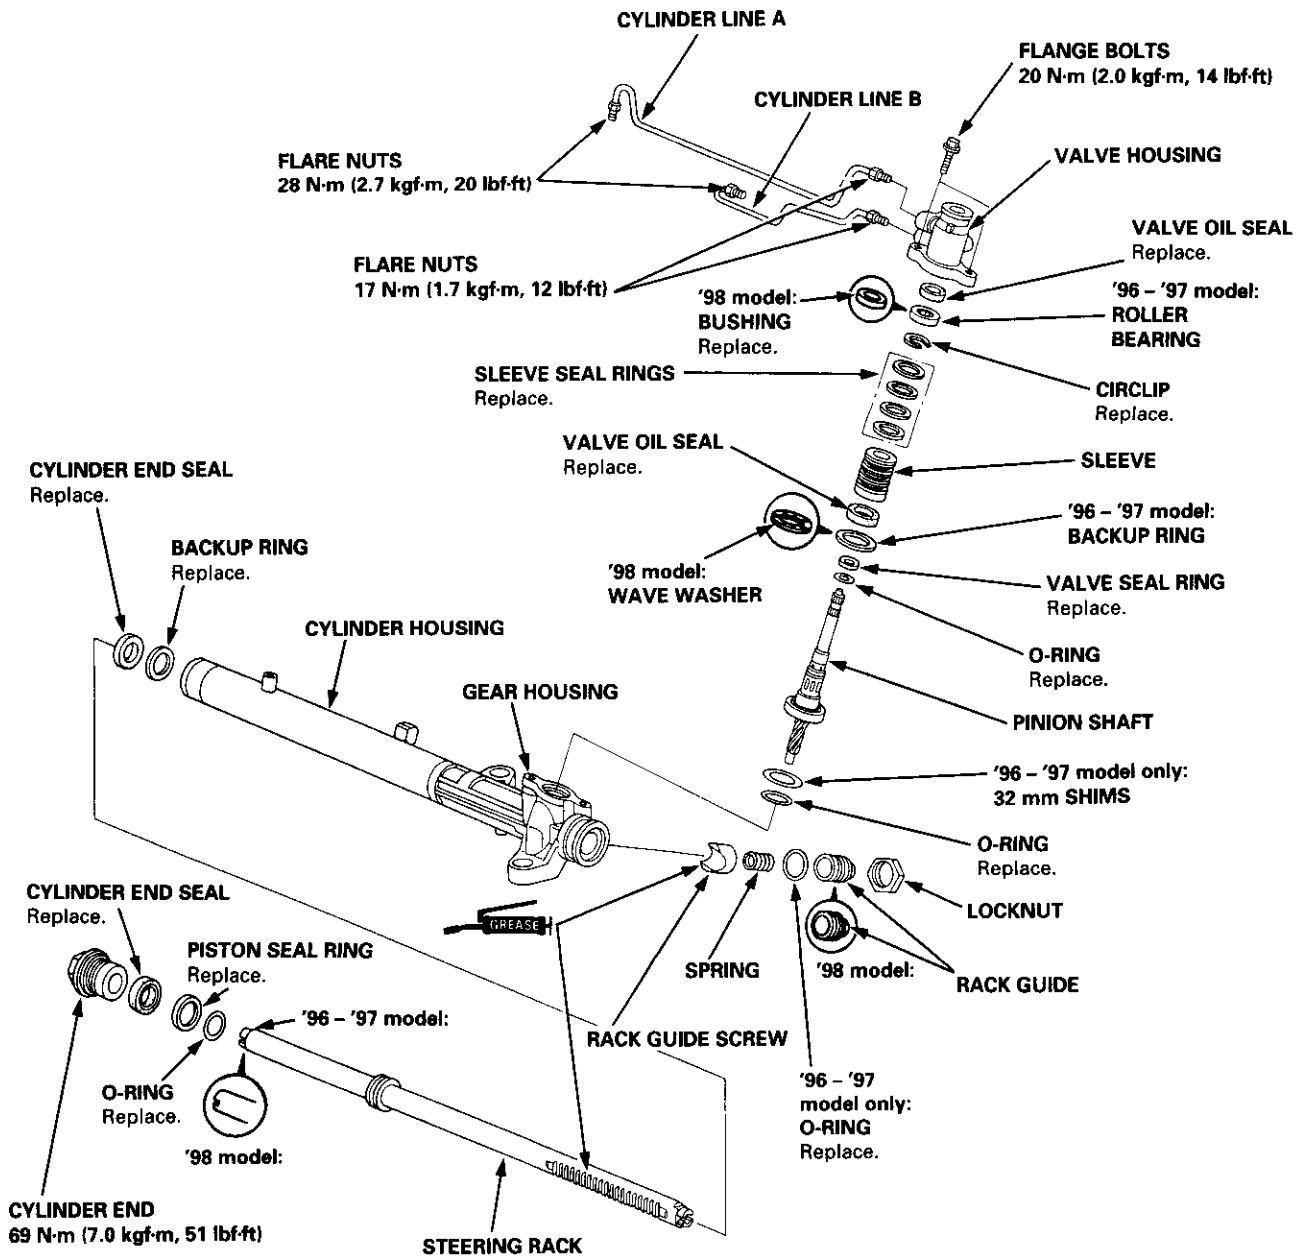 CYLINDER LINE A
FLANGE BOLTS
20 N·m (2.0 kgf·m, 14 lbf·ft)
CYLINDER LINE B
FLARE NUTS
28 N·m (2.7 kgf·m, 20 lbf·ft)
VALVE HOUSING
VALVE OIL SEAL
Replace.
FLARE NUTS
17 N·m (1.7 kgf·m, 12 lbf·ft)
'98 model:
BUSHING
Replace.
'96 – '97 model:
ROLLER
BEARING
SLEEVE SEAL RINGS
Replace.
CIRCLIP
Replace.
VALVE OIL SEAL
Replace.
SLEEVE
CYLINDER END SEAL
Replace.
'96 – '97 model:
BACKUP RING
BACKUP RING
Replace.
'98 model:
WAVE WASHER
VALVE SEAL RING
Replace.
CYLINDER HOUSING
O-RING
Replace.
GEAR HOUSING
PINION SHAFT
'96 – '97 model only:
32 mm SHIMS
O-RING
Replace.
CYLINDER END SEAL
Replace.
GREASE
LOCKNUT
PISTON SEAL RING
Replace.
SPRING
'98 model:
RACK GUIDE
'96 – '97 model:
RACK GUIDE SCREW
O-RING
Replace.
'96 – '97
model only:
O-RING
Replace.
'98 model:
CYLINDER END
69 N·m (7.0 kgf·m, 51 lbf·ft)
STEERING RACK